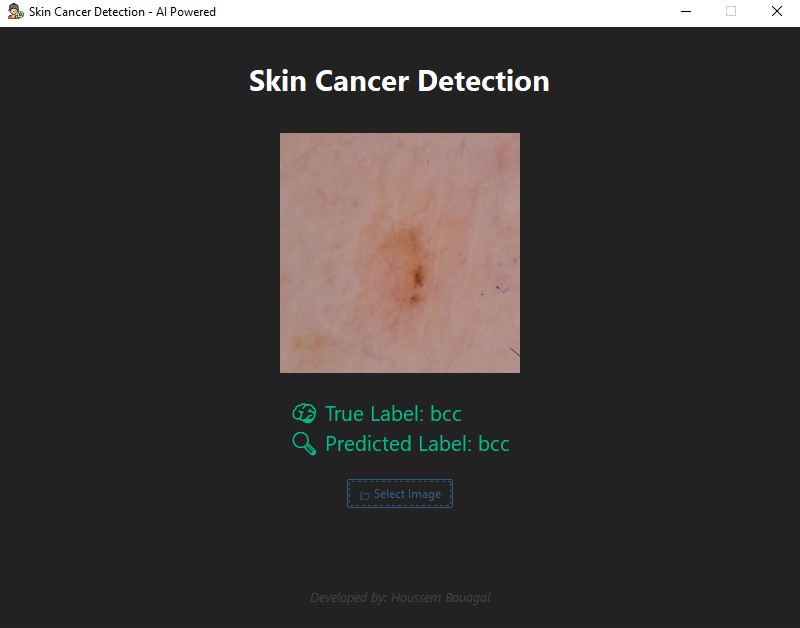 Skin Cancer Detection - AI Powered
Skin Cancer Detection
True Label: bcc
Predicted Label: bcc
Select Image
Developed by: Houssem Bouagal